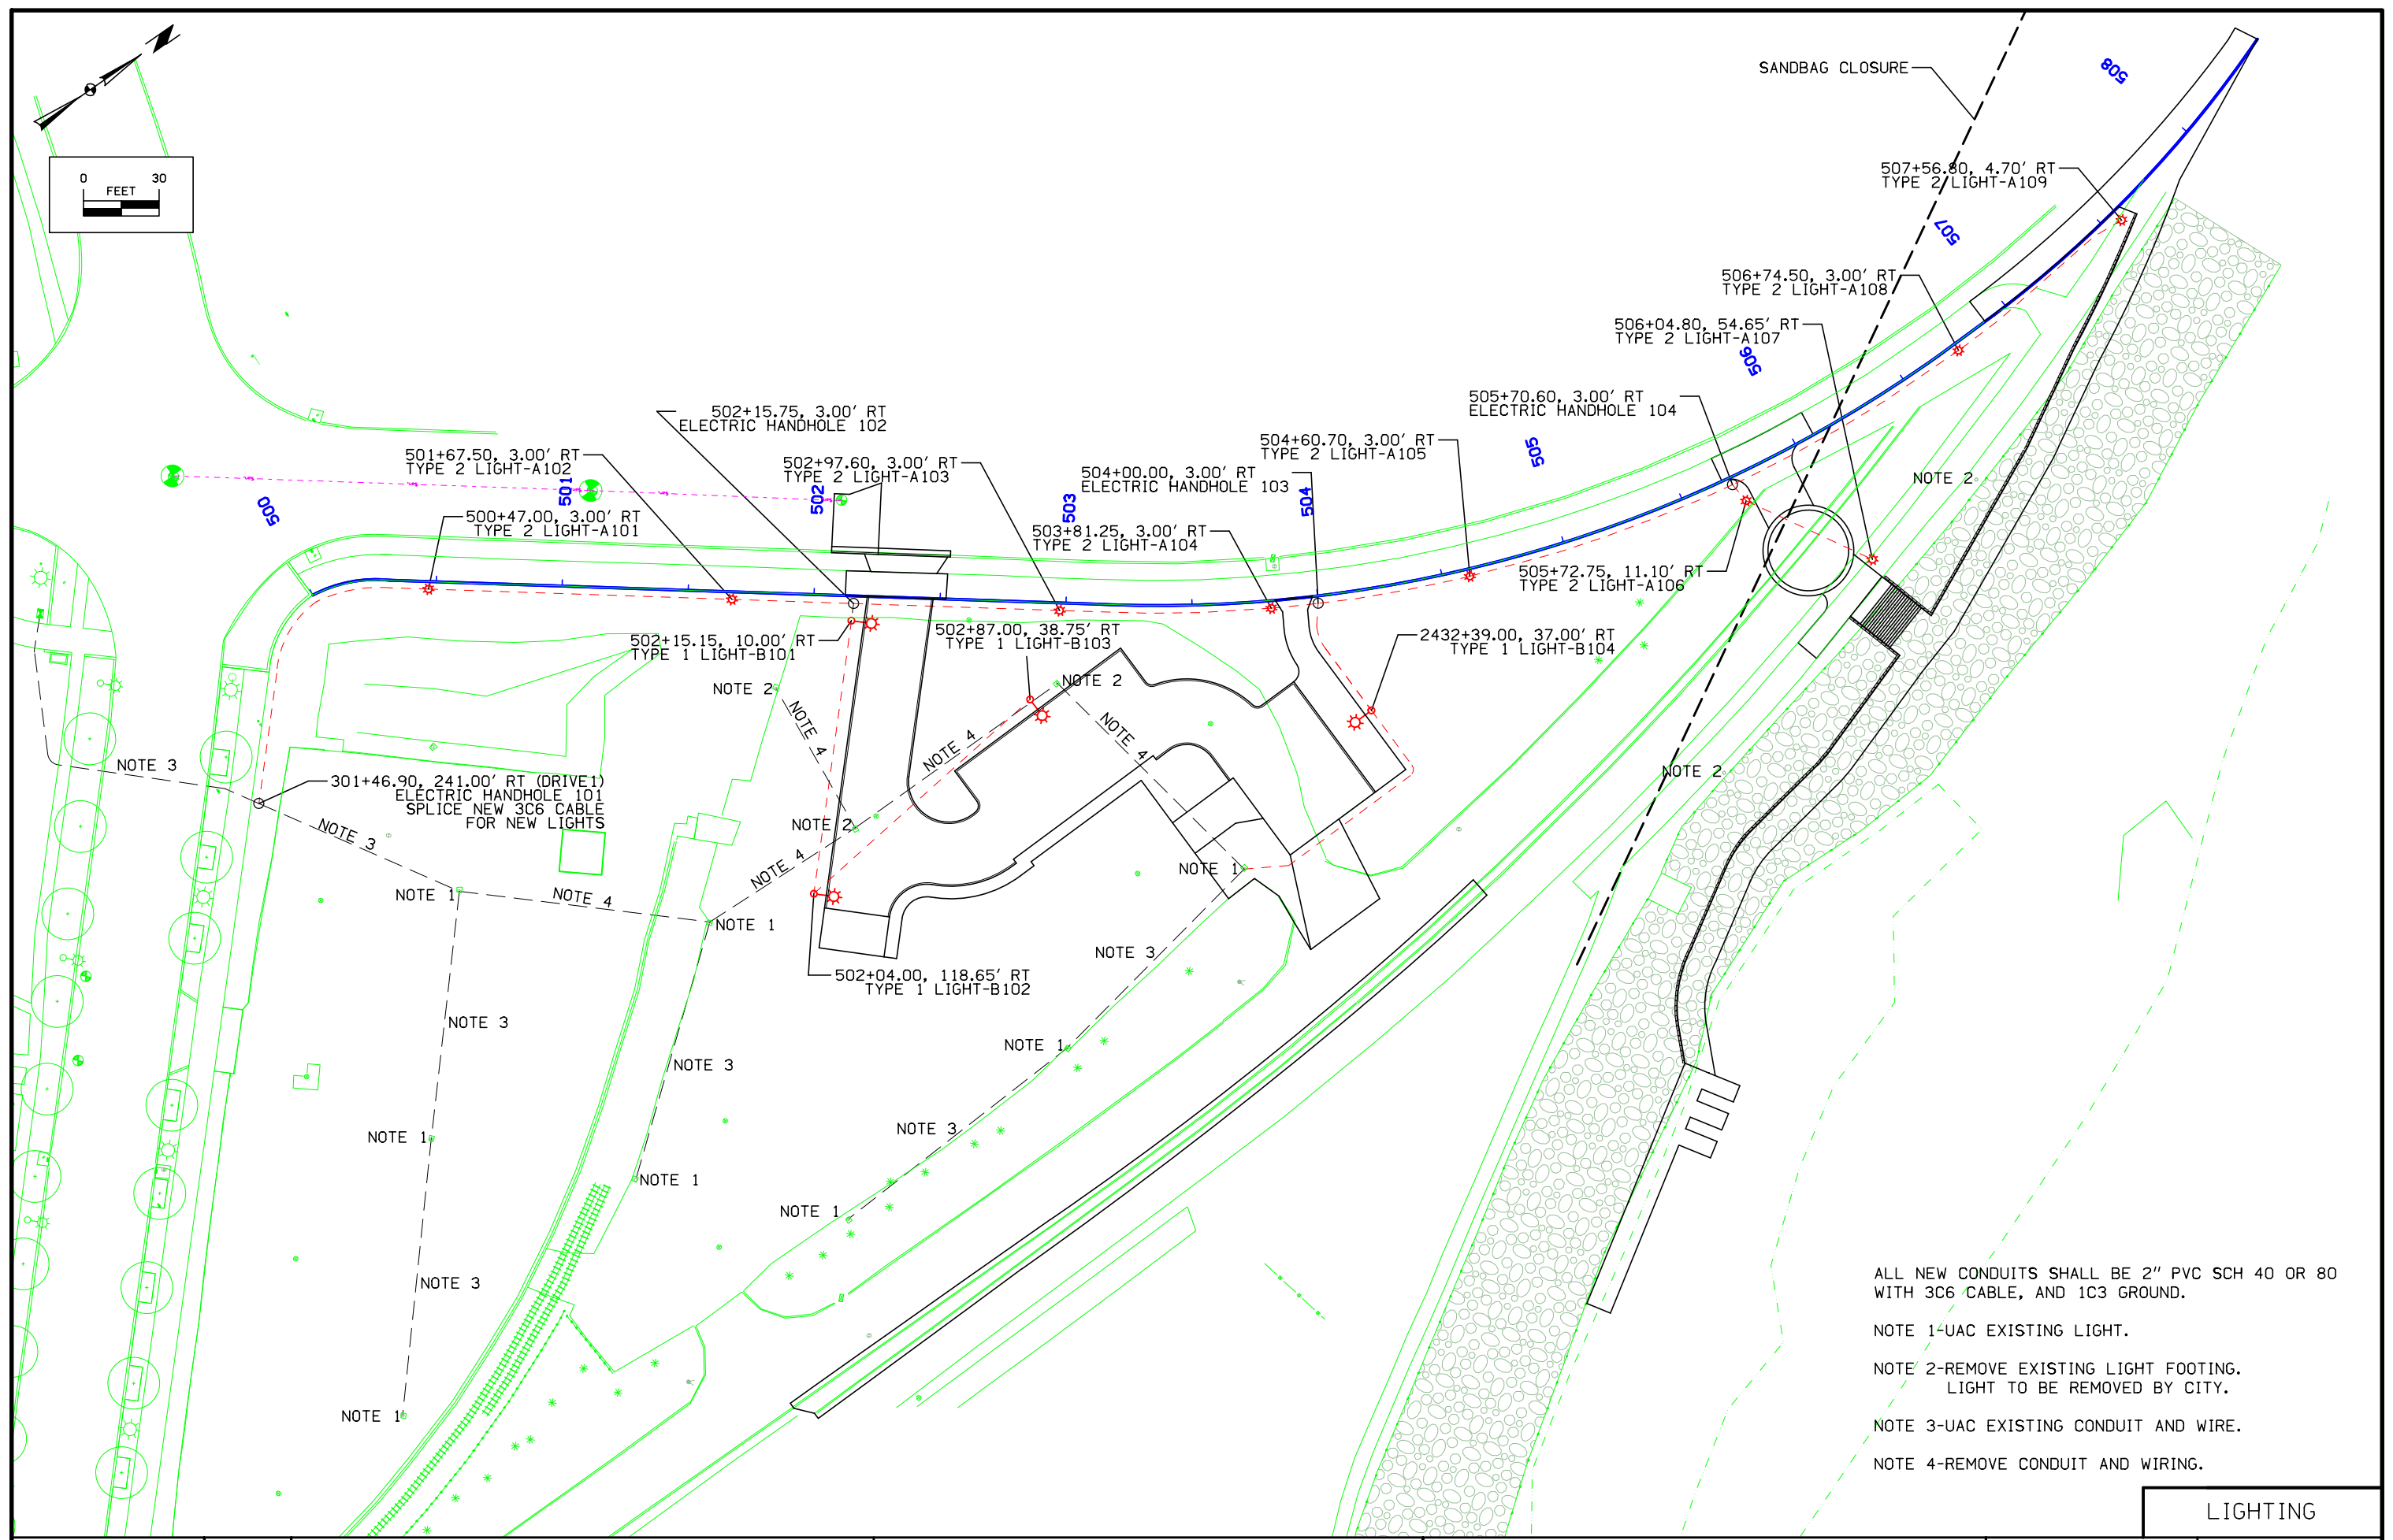 N
0 30
FEET
SANDBAG CLOSURE
508
507+56.80, 4.70' RT
TYPE 2 LIGHT-A109
507
506+74.50, 3.00' RT
TYPE 2 LIGHT-A108
506+04.80, 54.65' RT
TYPE 2 LIGHT-A107
506
505+70.60, 3.00' RT
ELECTRIC HANDHOLE 104
505
502+15.75, 3.00' RT
ELECTRIC HANDHOLE 102
504+60.70, 3.00' RT
TYPE 2 LIGHT-A105
501+67.50, 3.00' RT
TYPE 2 LIGHT-A102
502+97.60, 3.00' RT
TYPE 2 LIGHT-A103
504+00.00, 3.00' RT
ELECTRIC HANDHOLE 103
500
501
502
503
504
500+47.00, 3.00' RT
TYPE 2 LIGHT-A101
503+81.25, 3.00' RT
TYPE 2 LIGHT-A104
505+72.75, 11.10' RT
TYPE 2 LIGHT-A106
NOTE 2
502+15.15, 10.00' RT
TYPE 1 LIGHT-B101
502+87.00, 38.75' RT
TYPE 1 LIGHT-B103
2432+39.00, 37.00' RT
TYPE 1 LIGHT-B104
NOTE 2
NOTE 2
NOTE 4
NOTE 4
NOTE 4
NOTE 3
NOTE 2
301+46.90, 241.00' RT (DRIVE1)
ELECTRIC HANDHOLE 101
SPLICE NEW 3C6 CABLE
FOR NEW LIGHTS
NOTE 3
NOTE 2
NOTE 4
NOTE 1
NOTE 1
NOTE 4
NOTE 1
NOTE 3
502+04.00, 118.65' RT
TYPE 1 LIGHT-B102
NOTE 3
NOTE 1
NOTE 3
NOTE 3
NOTE 1
NOTE 1
NOTE 1
NOTE 3
NOTE 1
ALL NEW CONDUITS SHALL BE 2" PVC SCH 40 OR 80
WITH 3C6 CABLE, AND 1C3 GROUND.
NOTE 1-UAC EXISTING LIGHT.
NOTE 2-REMOVE EXISTING LIGHT FOOTING.
LIGHT TO BE REMOVED BY CITY.
NOTE 3-UAC EXISTING CONDUIT AND WIRE.
NOTE 4-REMOVE CONDUIT AND WIRING.
LIGHTING